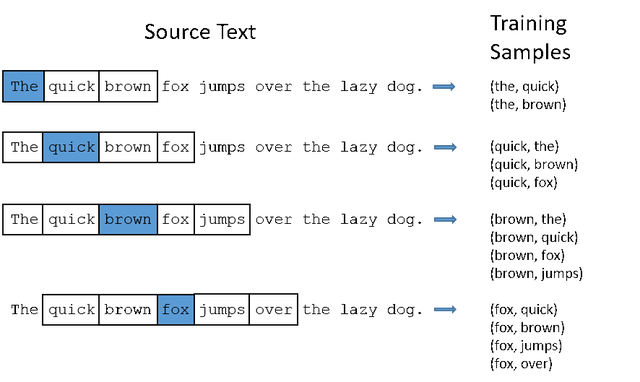 Source Text
Training
Samples
The quick brown fox jumps over the lazy dog.
(the, quick)
(the, brown)
The quick brown fox jumps over the lazy dog.
(quick, the)
(quick, brown)
(quick, fox)
The quick brown fox jumps over the lazy dog.
(brown, the)
(brown, quick)
(brown, fox)
(brown, jumps)
The quick brown fox jumps over the lazy dog.
(fox, quick)
(fox, brown)
(fox, jumps)
(fox, over)